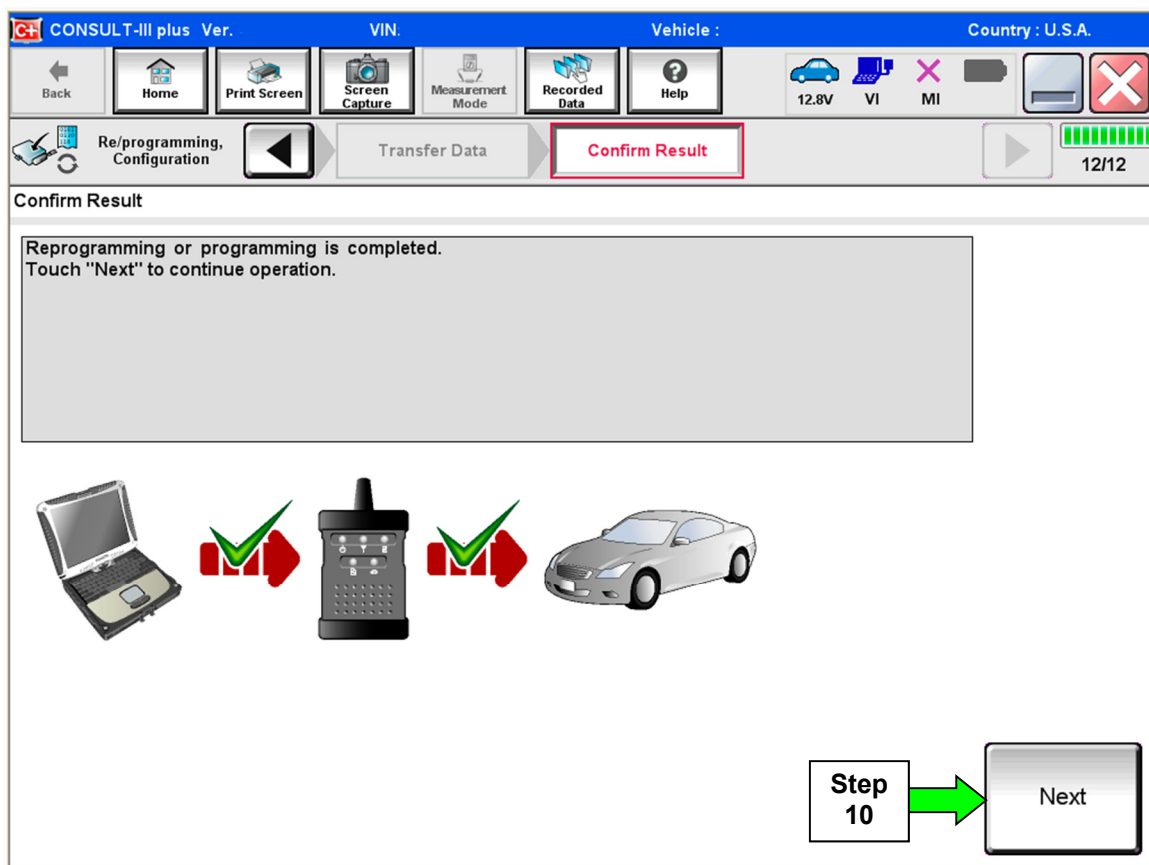 C+ CONSULT-III plus Ver. VIN: Vehicle : Country : U.S.A.
Back
Home
Print Screen
Screen
Capture
Measurement
Mode
Recorded
Data
Help
12.8V
VI
MI
Re/programming,
Configuration
Transfer Data
Confirm Result
12/12
Confirm Result
Reprogramming or programming is completed.
Touch "Next" to continue operation.
Step
10
Next